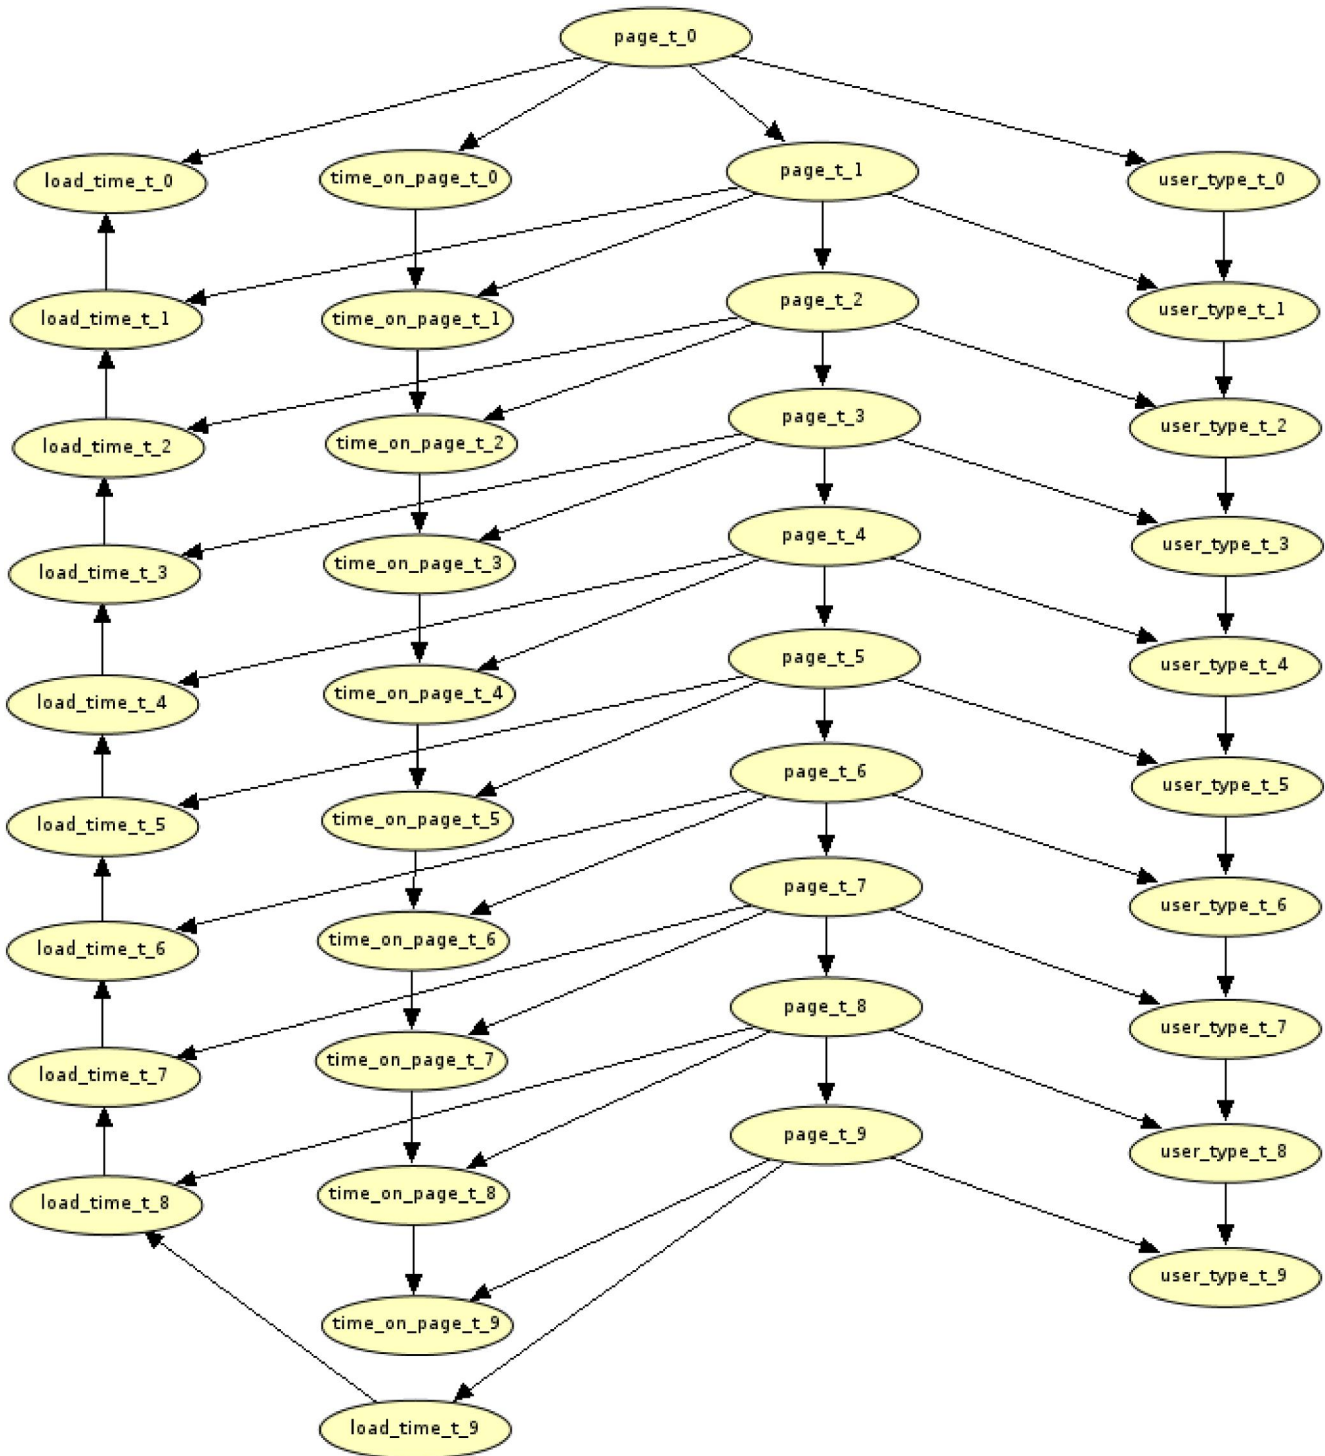 page_t_0
load_time_t_0
time_on_page_t_0
page_t_1
user_type_t_0
load_time_t_1
time_on_page_t_1
page_t_2
user_type_t_1
load_time_t_2
time_on_page_t_2
page_t_3
user_type_t_2
load_time_t_3
time_on_page_t_3
page_t_4
user_type_t_3
load_time_t_4
time_on_page_t_4
page_t_5
user_type_t_4
load_time_t_5
time_on_page_t_5
page_t_6
user_type_t_5
load_time_t_6
time_on_page_t_6
page_t_7
user_type_t_6
load_time_t_7
time_on_page_t_7
page_t_8
user_type_t_7
load_time_t_8
time_on_page_t_8
page_t_9
user_type_t_8
time_on_page_t_9
user_type_t_9
load_time_t_9